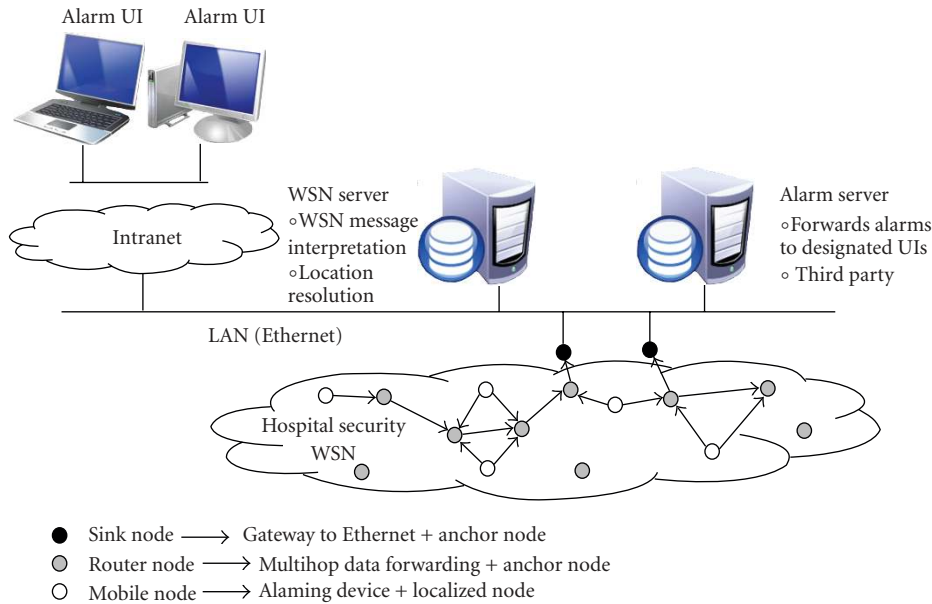 Alarm UI
Alarm UI
Intranet
WSN server
∘WSN message
interpretation
∘Location
resolution
Alarm server
∘Forwards alarms
to designated UIs
∘ Third party
LAN (Ethernet)
Hospital security
WSN
Sink node → Gateway to Ethernet + anchor node
Router node → Multihop data forwarding + anchor node
Mobile node → Alaming device + localized node